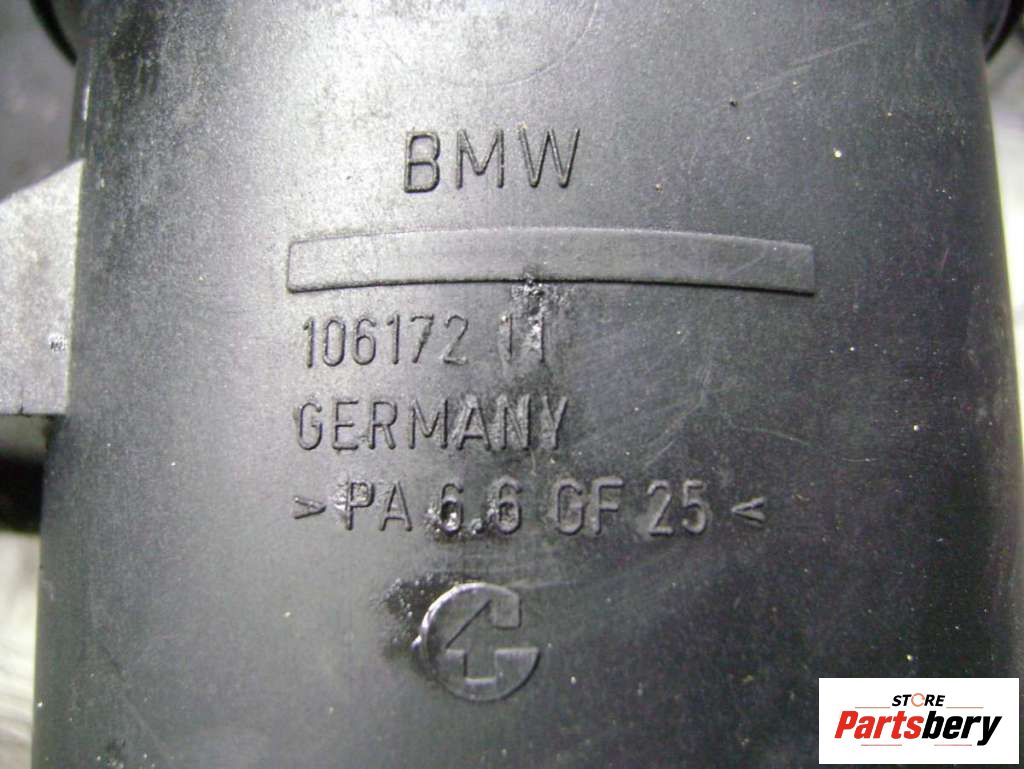 BMW
106172 11
GERMANY
>PA 6.6 GF 25<
G
STORE
Partsbery